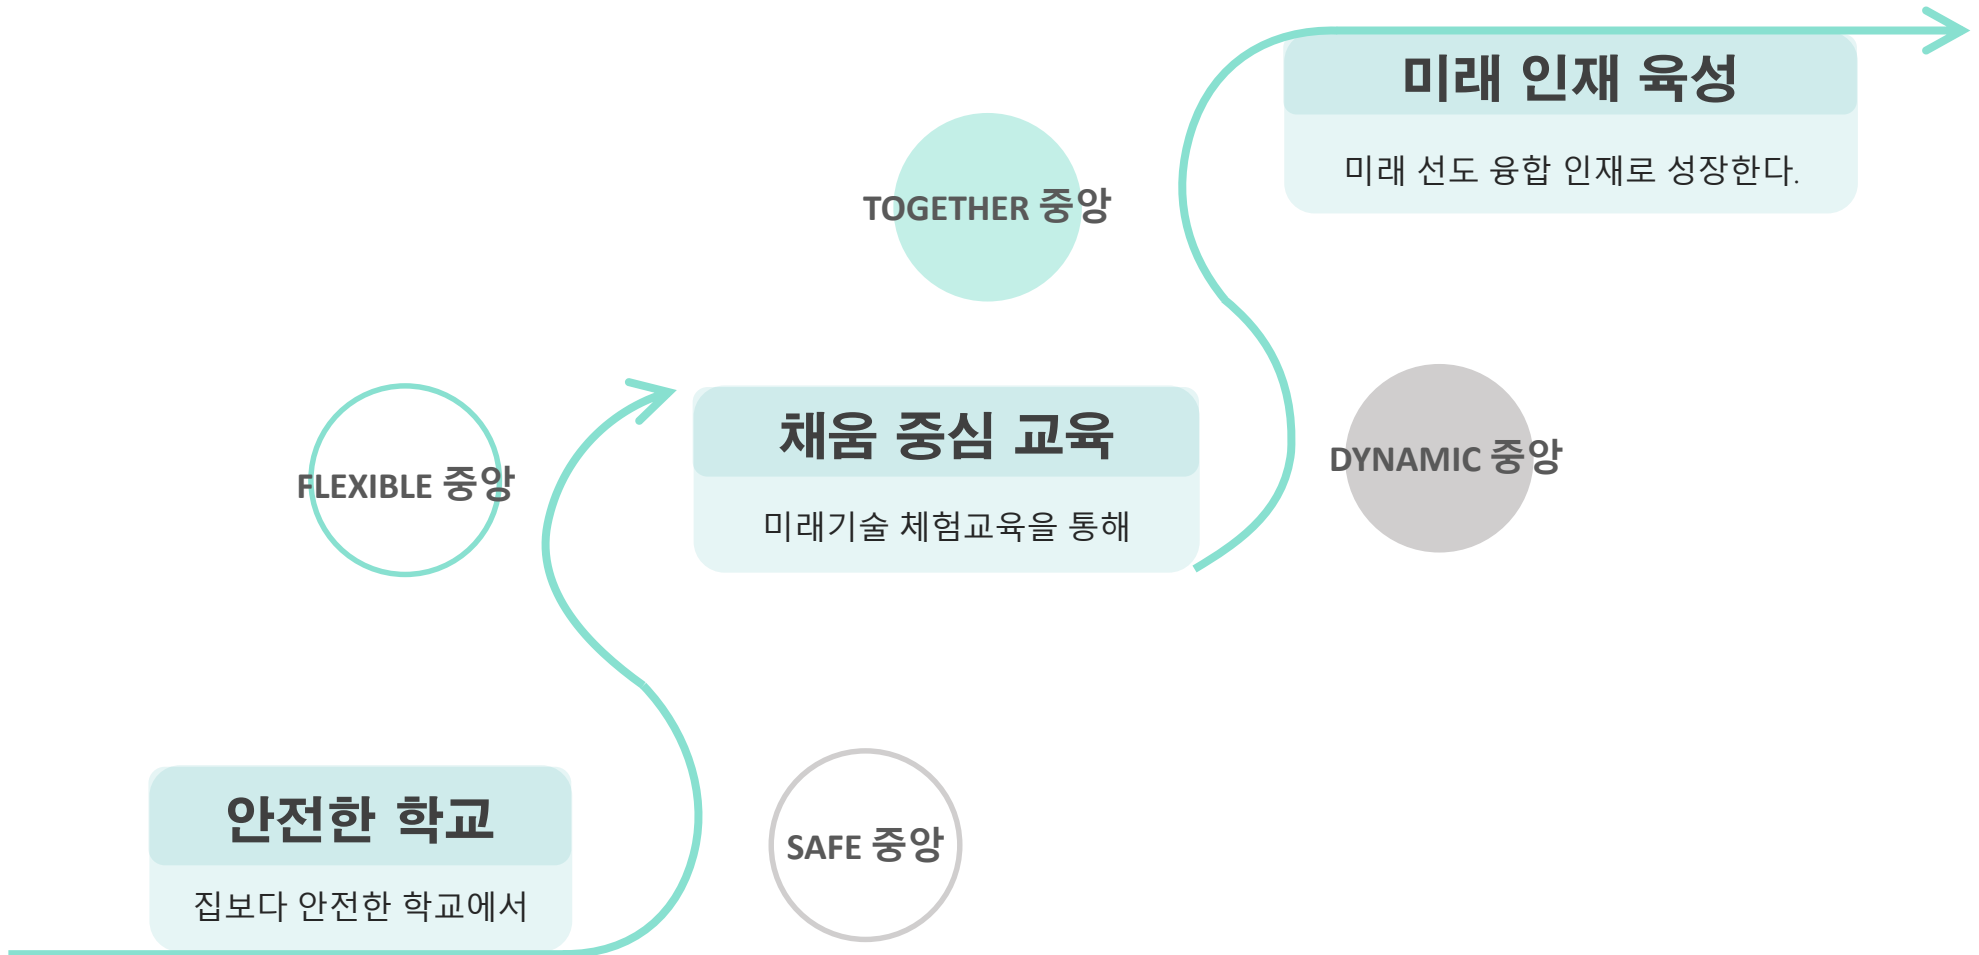 미래 인재 육성
미래 선도 융합 인재로 성장한다.
TOGETHER 중앙
채움 중심 교육
미래기술 체험교육을 통해
DYNAMIC 중앙
FLEXIBLE 중앙
안전한 학교
집보다 안전한 학교에서
SAFE 중앙